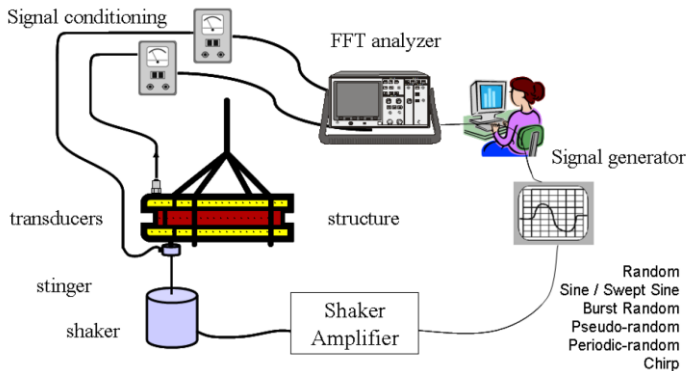 Signal conditioning
FFT analyzer
Signal generator
transducers
structure
stinger
shaker
Shaker
Amplifier
Random
Sine / Swept Sine
Burst Random
Pseudo-random
Periodic-random
Chirp